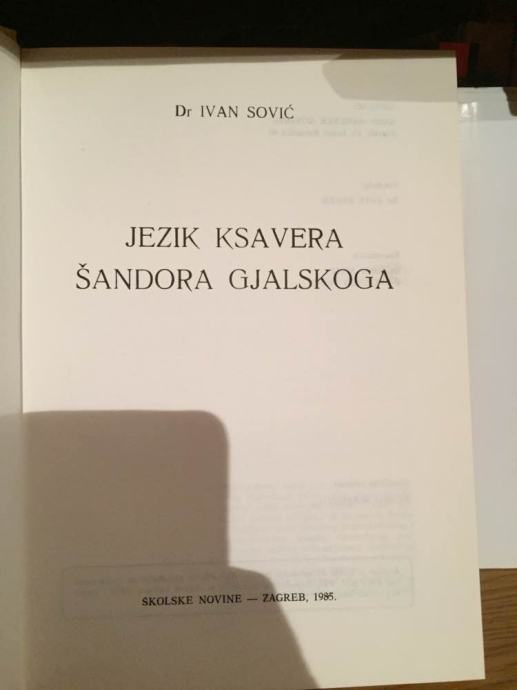 Dr IVAN SOVIĆ
JEZIK KSAVERA
ŠANDORA GJALSKOGA
ŠKOLSKE NOVINE — ZAGREB, 1985.